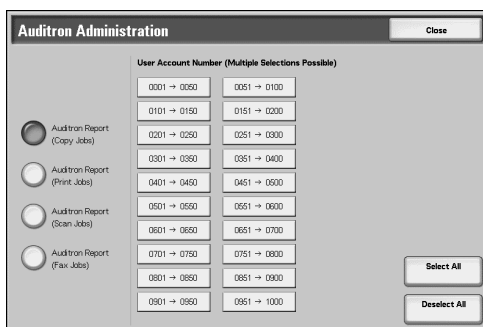 Auditron Administration
Close
User Account Number (Multiple Selections Possible)
Auditron Report
(Copy Jobs)
Auditron Report
(Print Jobs)
Auditron Report
(Scan Jobs)
Auditron Report
(Fax Jobs)
0001 → 0050 0051 → 0100
0101 → 0150 0151 → 0200
0201 → 0250 0251 → 0300
0301 → 0350 0351 → 0400
0401 → 0450 0451 → 0500
0501 → 0550 0551 → 0600
0601 → 0650 0651 → 0700
0701 → 0750 0751 → 0800
0801 → 0850 0851 → 0900
0901 → 0950 0951 → 1000
Select All
Deselect All